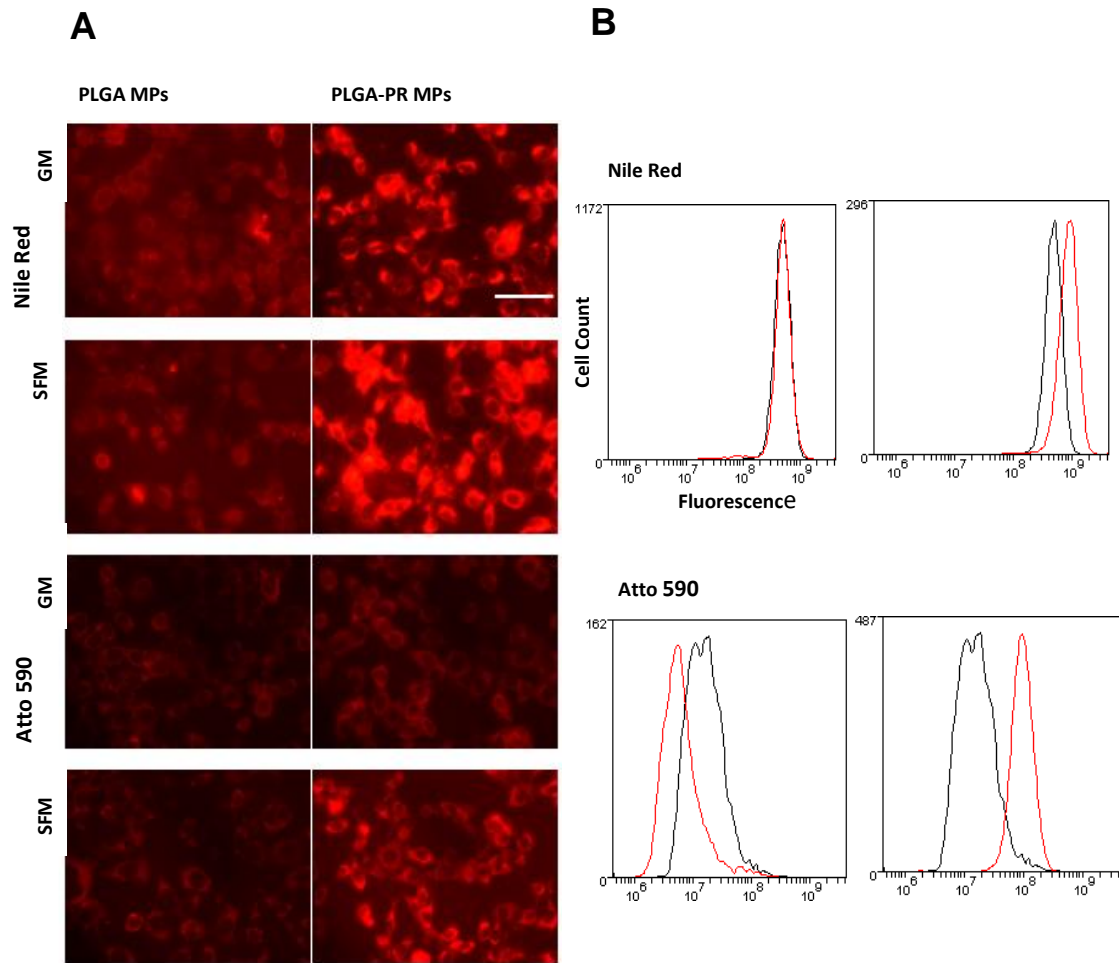 A
B
PLGA MPs
PLGA-PR MPs
GM
Nile Red
SFM
GM
Atto 590
SFM
Nile Red
1172
Cell Count
0
10^6 10^7 10^8 10^9
Fluorescence
296
0
10^6 10^7 10^8 10^9
Atto 590
162
0
10^6 10^7 10^8 10^9
487
0
10^6 10^7 10^8 10^9